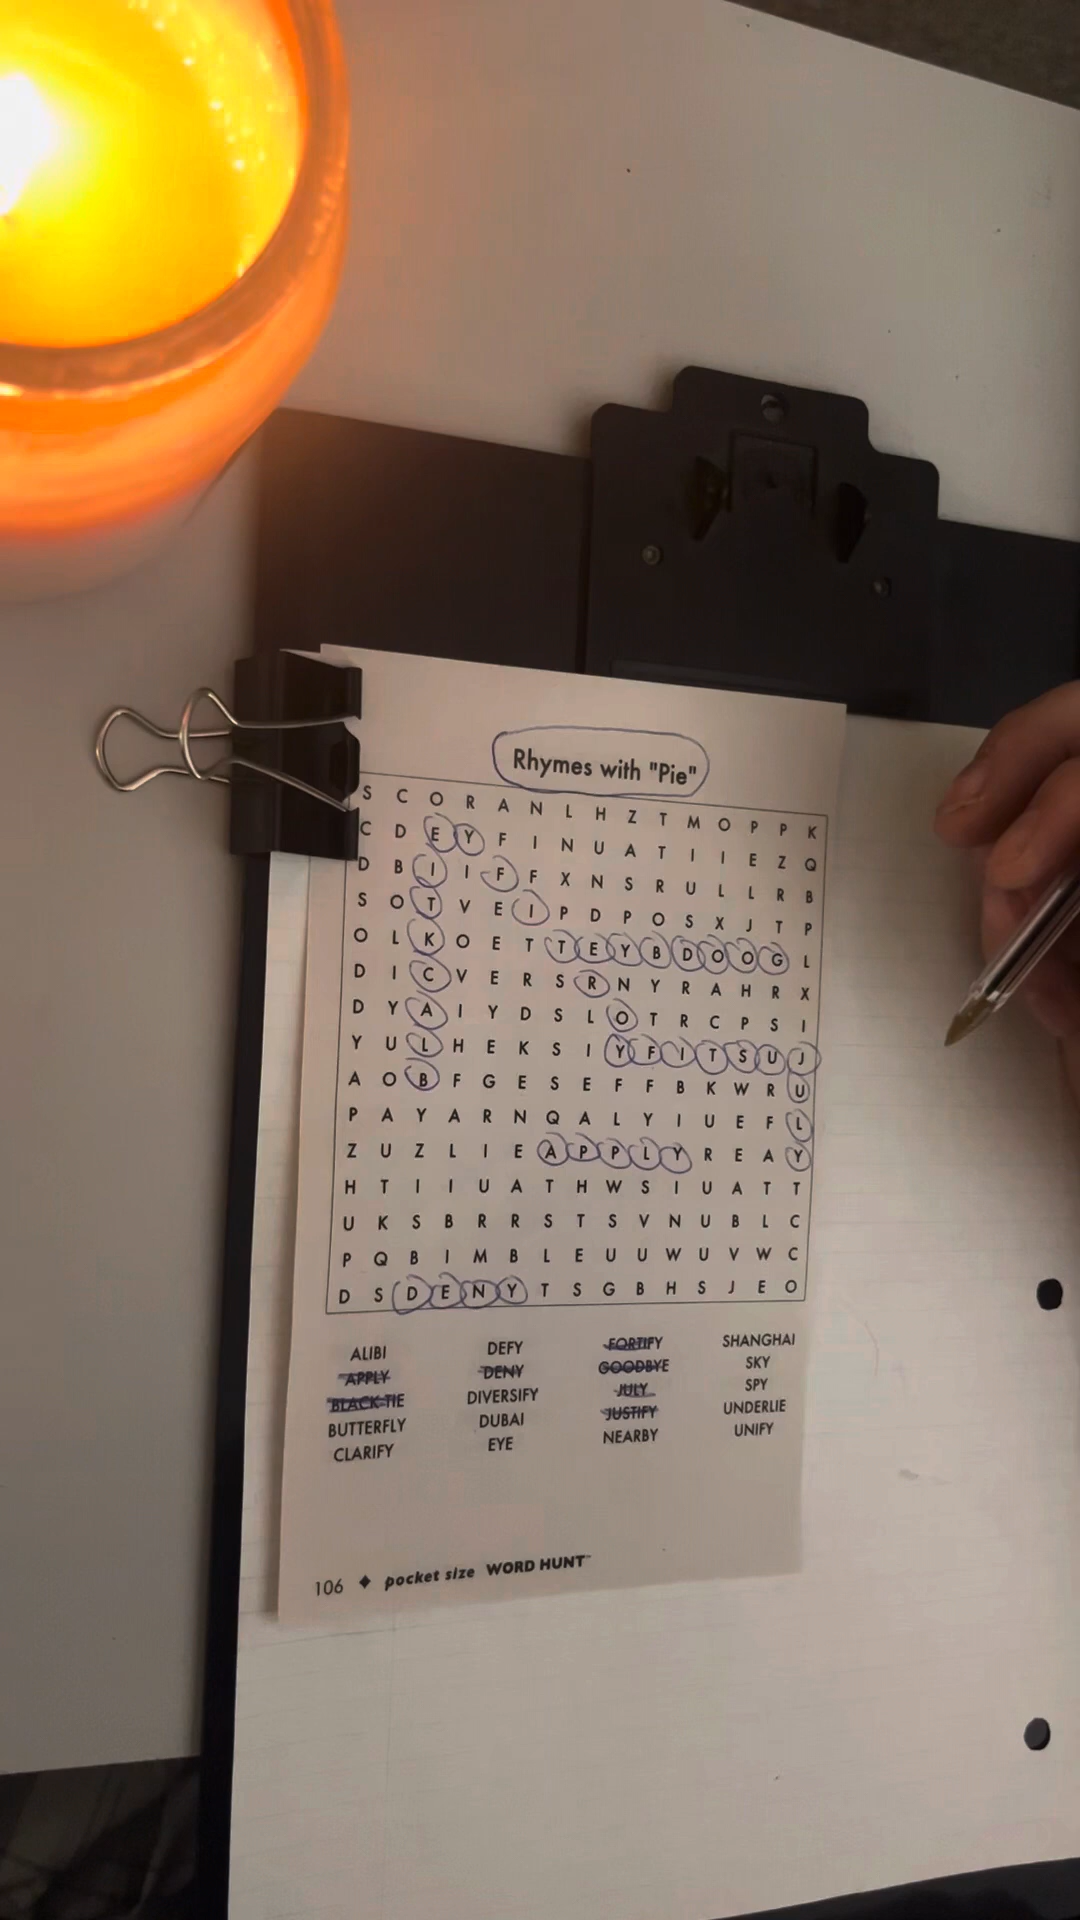 Rhymes with "Pie"
S C O R A N L H Z T M O P P K
C D E Y F I N U A T I I E Z Q
D B I I F F X N S R U L L R B
S O T V E I P D P O S X J T P
O L K O E T T E Y B D O O G L
D I C V E R S R N Y R A H R X
D Y A I Y D S L O T R C P S I
Y U L H E K S I Y F I T S U J
A O B F G E S E F F B K W R U
P A Y A R N Q A L Y I U E F L
Z U Z L I E A P P L Y R E A Y
H T I I U A T H W S I U A T T
U K S B R R S T S V N U B L C
P Q B I M B L E U U W U V W C
D S D E N Y T S G B H S J E O
ALIBI DEFY FORTIFY SHANGHAI
APPLY DENY GOODBYE SKY
BLACK-TIE DIVERSIFY JULY SPY
BUTTERFLY DUBAI JUSTIFY UNDERLIE
CLARIFY EYE NEARBY UNIFY
106 ◆ pocket size WORD HUNT™